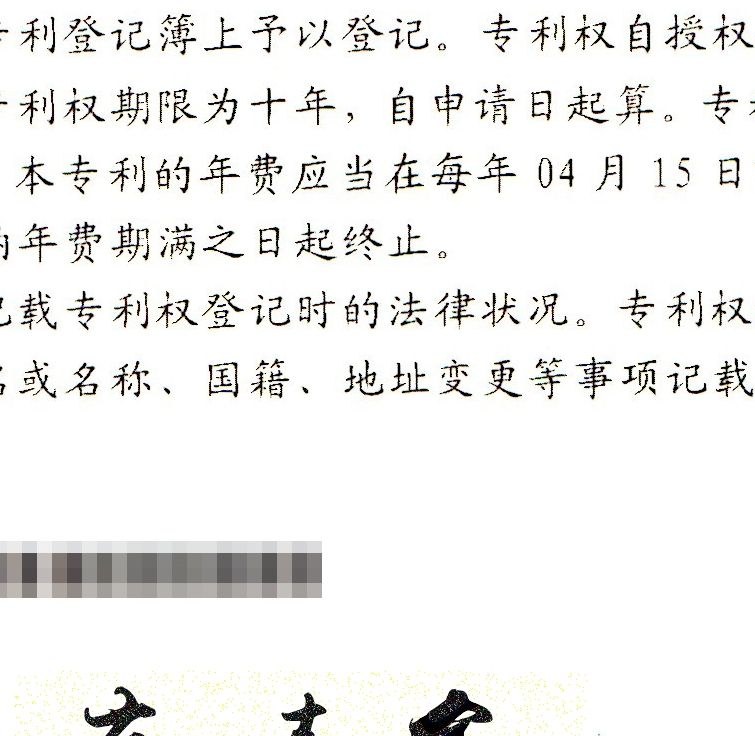 专利登记簿上予以登记。专利权自授权
专利权期限为十年，自申请日起算。专利
本专利的年费应当在每年 04 月 15 日
纳年费期满之日起终止。
记载专利权登记时的法律状况。专利权
名或名称、国籍、地址变更等事项记载